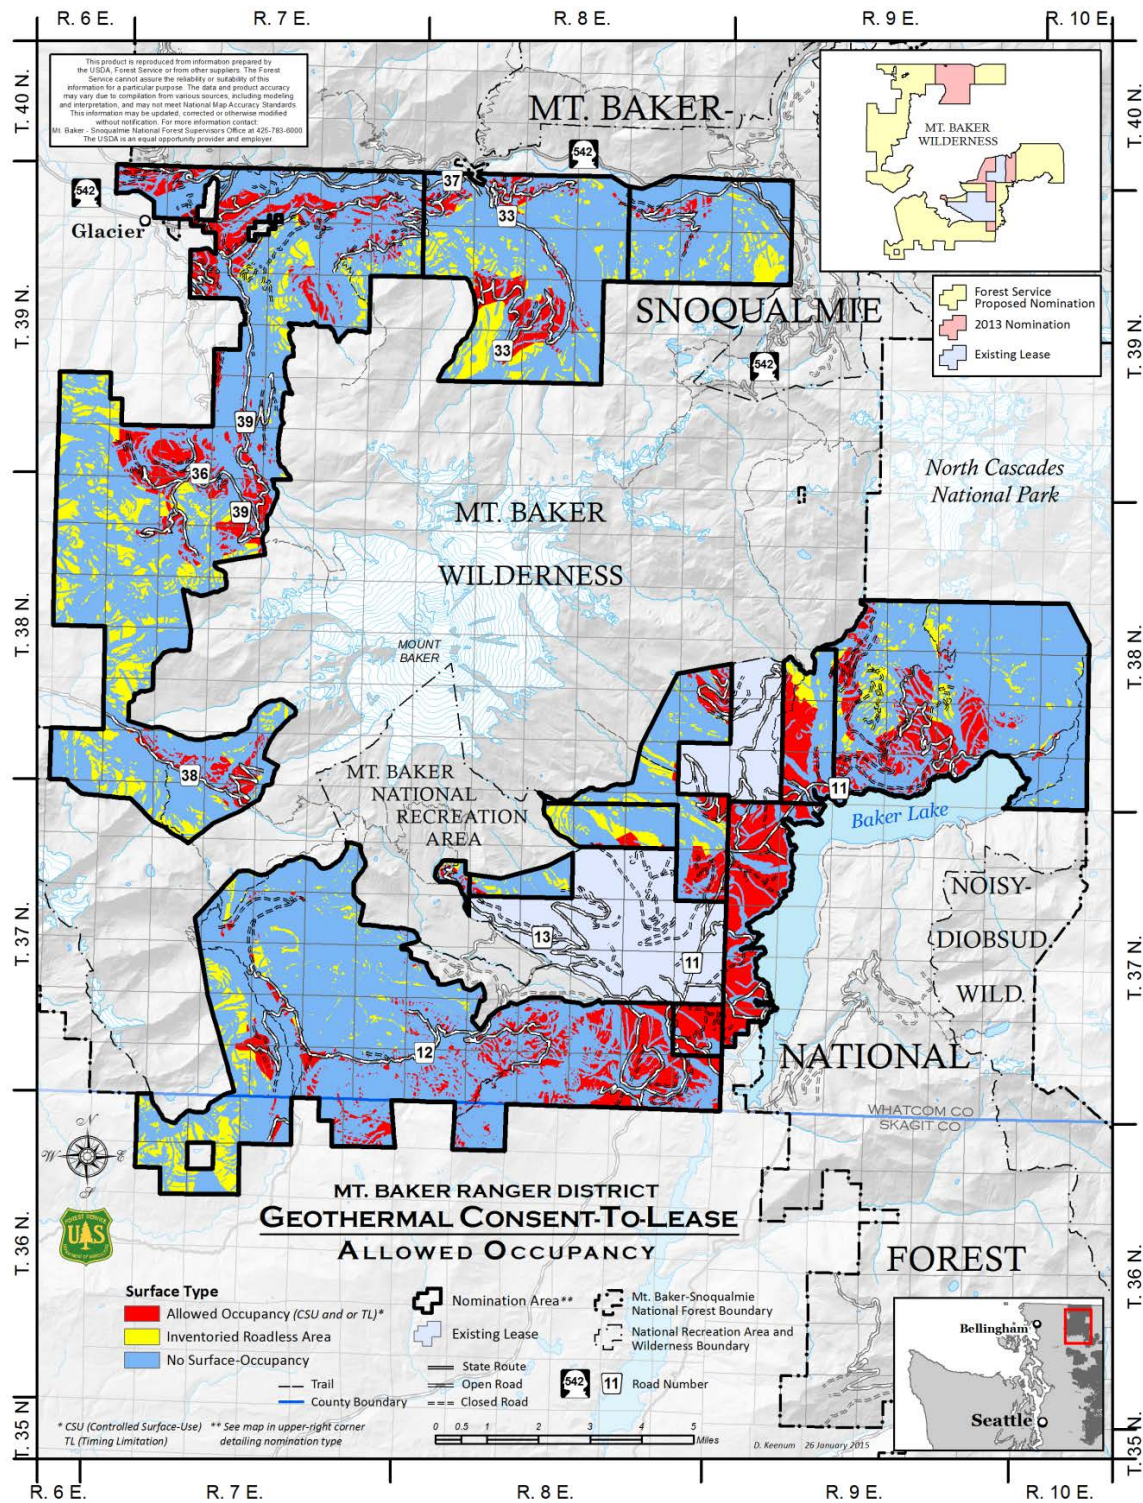 R. 6 E.
R. 7 E.
R. 8 E.
R. 9 E.
R. 10 E.
This product is reproduced from information prepared by
the USDA, Forest Service or from other suppliers. The Forest
Service cannot assure the reliability or suitability of this
information for a particular purpose. The data and product accuracy
may vary due to compilation from various sources, including modeling
and interpretation, and may not meet National Map Accuracy Standards.
This information may be updated, corrected or otherwise modified
without notification. For more information contact:
Mt. Baker - Snoqualmie National Forest Supervisors Office at 425-783-6000
The USDA is an equal opportunity provider and employer.
T. 40 N.
T. 40 N.
MT. BAKER-
542
542
37
33
Glacier
MT. BAKER
WILDERNESS
Forest Service
Proposed Nomination
2013 Nomination
Existing Lease
T. 39 N.
T. 39 N.
SNOQUALMIE
33
542
39
36
39
North Cascades
National Park
MT. BAKER
WILDERNESS
T. 38 N.
T. 38 N.
MOUNT
BAKER
38
MT. BAKER
NATIONAL
RECREATION
AREA
11
Baker Lake
NOISY-
DIOBSUD
WILD.
T. 37 N.
T. 37 N.
13
11
12
NATIONAL
WHATCOM CO
SKAGIT CO
N
W
E
S
MT. BAKER RANGER DISTRICT
GEOTHERMAL CONSENT-TO-LEASE
ALLOWED OCCUPANCY
T. 36 N.
T. 36 N.
FOREST SERVICE
UAS
DEPARTMENT OF AGRICULTURE
FOREST
Surface Type
Allowed Occupancy (CSU and or TL)*
Inventoried Roadless Area
No Surface-Occupancy
Trail
County Boundary
Nomination Area**
Existing Lease
State Route
Open Road
Closed Road
Mt. Baker-Snoqualmie
National Forest Boundary
National Recreation Area and
Wilderness Boundary
542
11
Road Number
Bellingham
Seattle
* CSU (Controlled Surface-Use)
TL (Timing Limitation)
** See map in upper-right corner
detailing nomination type
0 0.5 1 2 3 4 5
Miles
D. Keenum 26 January 2015
T. 35 N
T. 35 N.
R. 6 E.
R. 7 E.
R. 8 E.
R. 9 E.
R. 10 E.